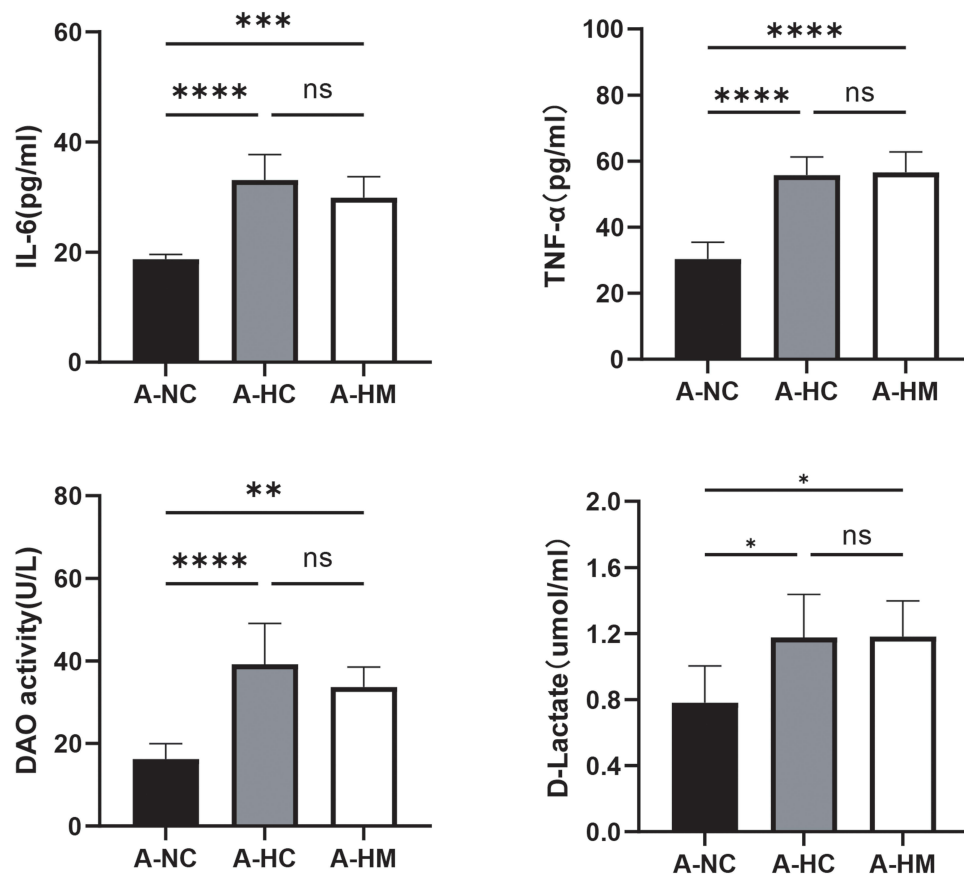 IL-6(pg/ml)
60
40
20
0
***
****
ns
A-NC A-HC A-HM
TNF-α(pg/ml)
100
80
60
40
20
0
****
****
ns
A-NC A-HC A-HM
DAO activity(U/L)
80
60
40
20
0
**
****
ns
A-NC A-HC A-HM
D-Lactate(umol/ml)
2.0
1.6
1.2
0.8
0.4
0.0
*
*
ns
A-NC A-HC A-HM